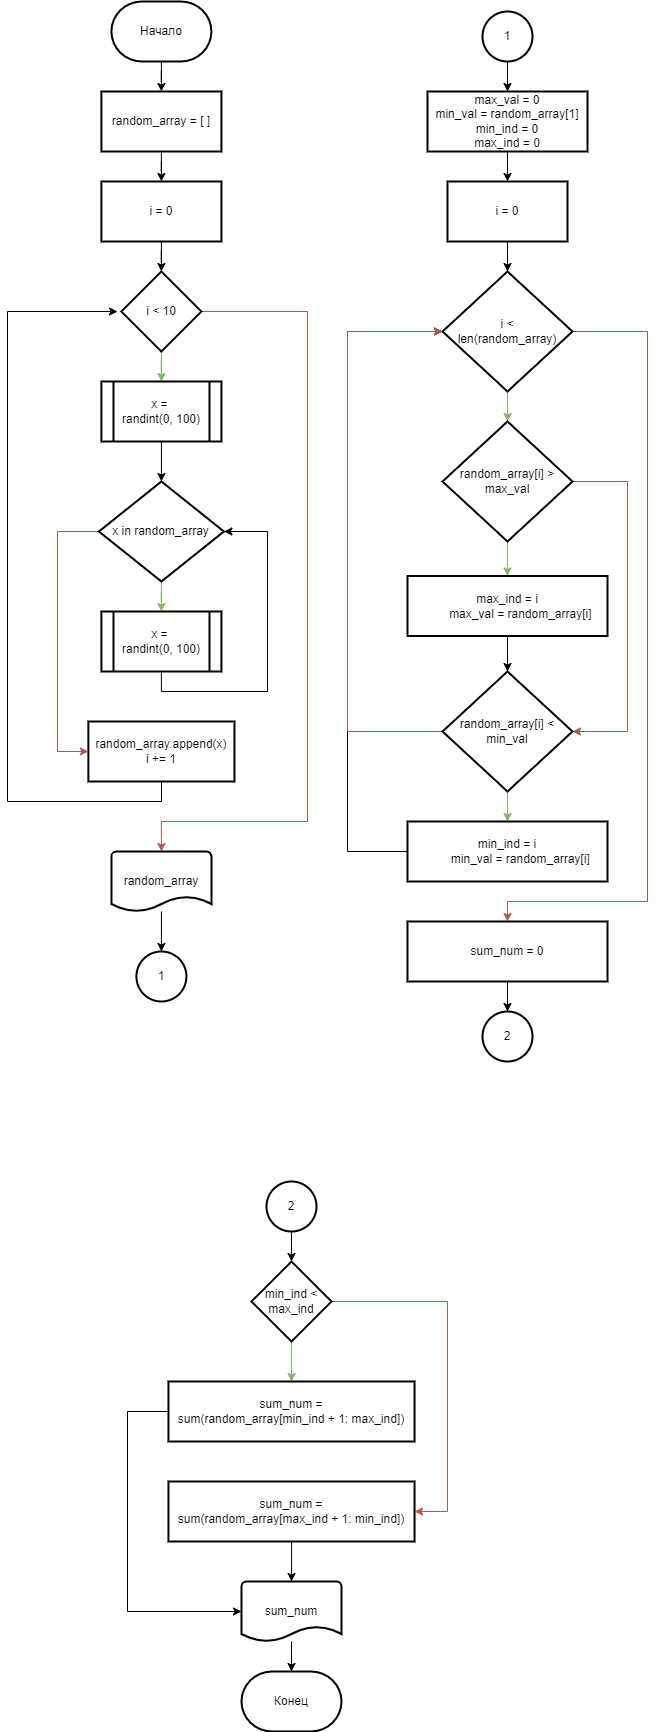 Начало
random_array = [ ]
i = 0
i < 10
x =
randint(0, 100)
x in random_array
x =
randint(0, 100)
random_array.append(x)
i += 1
random_array
1
1
max_val = 0
min_val = random_array[1]
min_ind = 0
max_ind = 0
i = 0
i <
len(random_array)
random_array[i] >
max_val
max_ind = i
max_val = random_array[i]
random_array[i] <
min_val
min_ind = i
min_val = random_array[i]
sum_num = 0
2
2
min_ind <
max_ind
sum_num =
sum(random_array[min_ind + 1: max_ind])
sum_num =
sum(random_array[max_ind + 1: min_ind])
sum_num
Конец